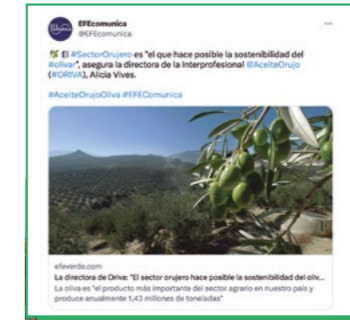 EFEcomunica
@EFEcomunica
El #SectorOrujero es "el que hace posible la sostenibilidad del
#olivar", asegura la directora de la Interprofesional @AceiteOrujo
(#ORIVA), Alicia Vives.
#AceiteOrujoOliva #EFEComunica
efeverde.com
La directora de Oriva: "El sector orujero hace posible la sostenibilidad del oliv...
La oliva es "el producto más importante del sector agrario en nuestro país y
produce anualmente 1,43 millones de toneladas"